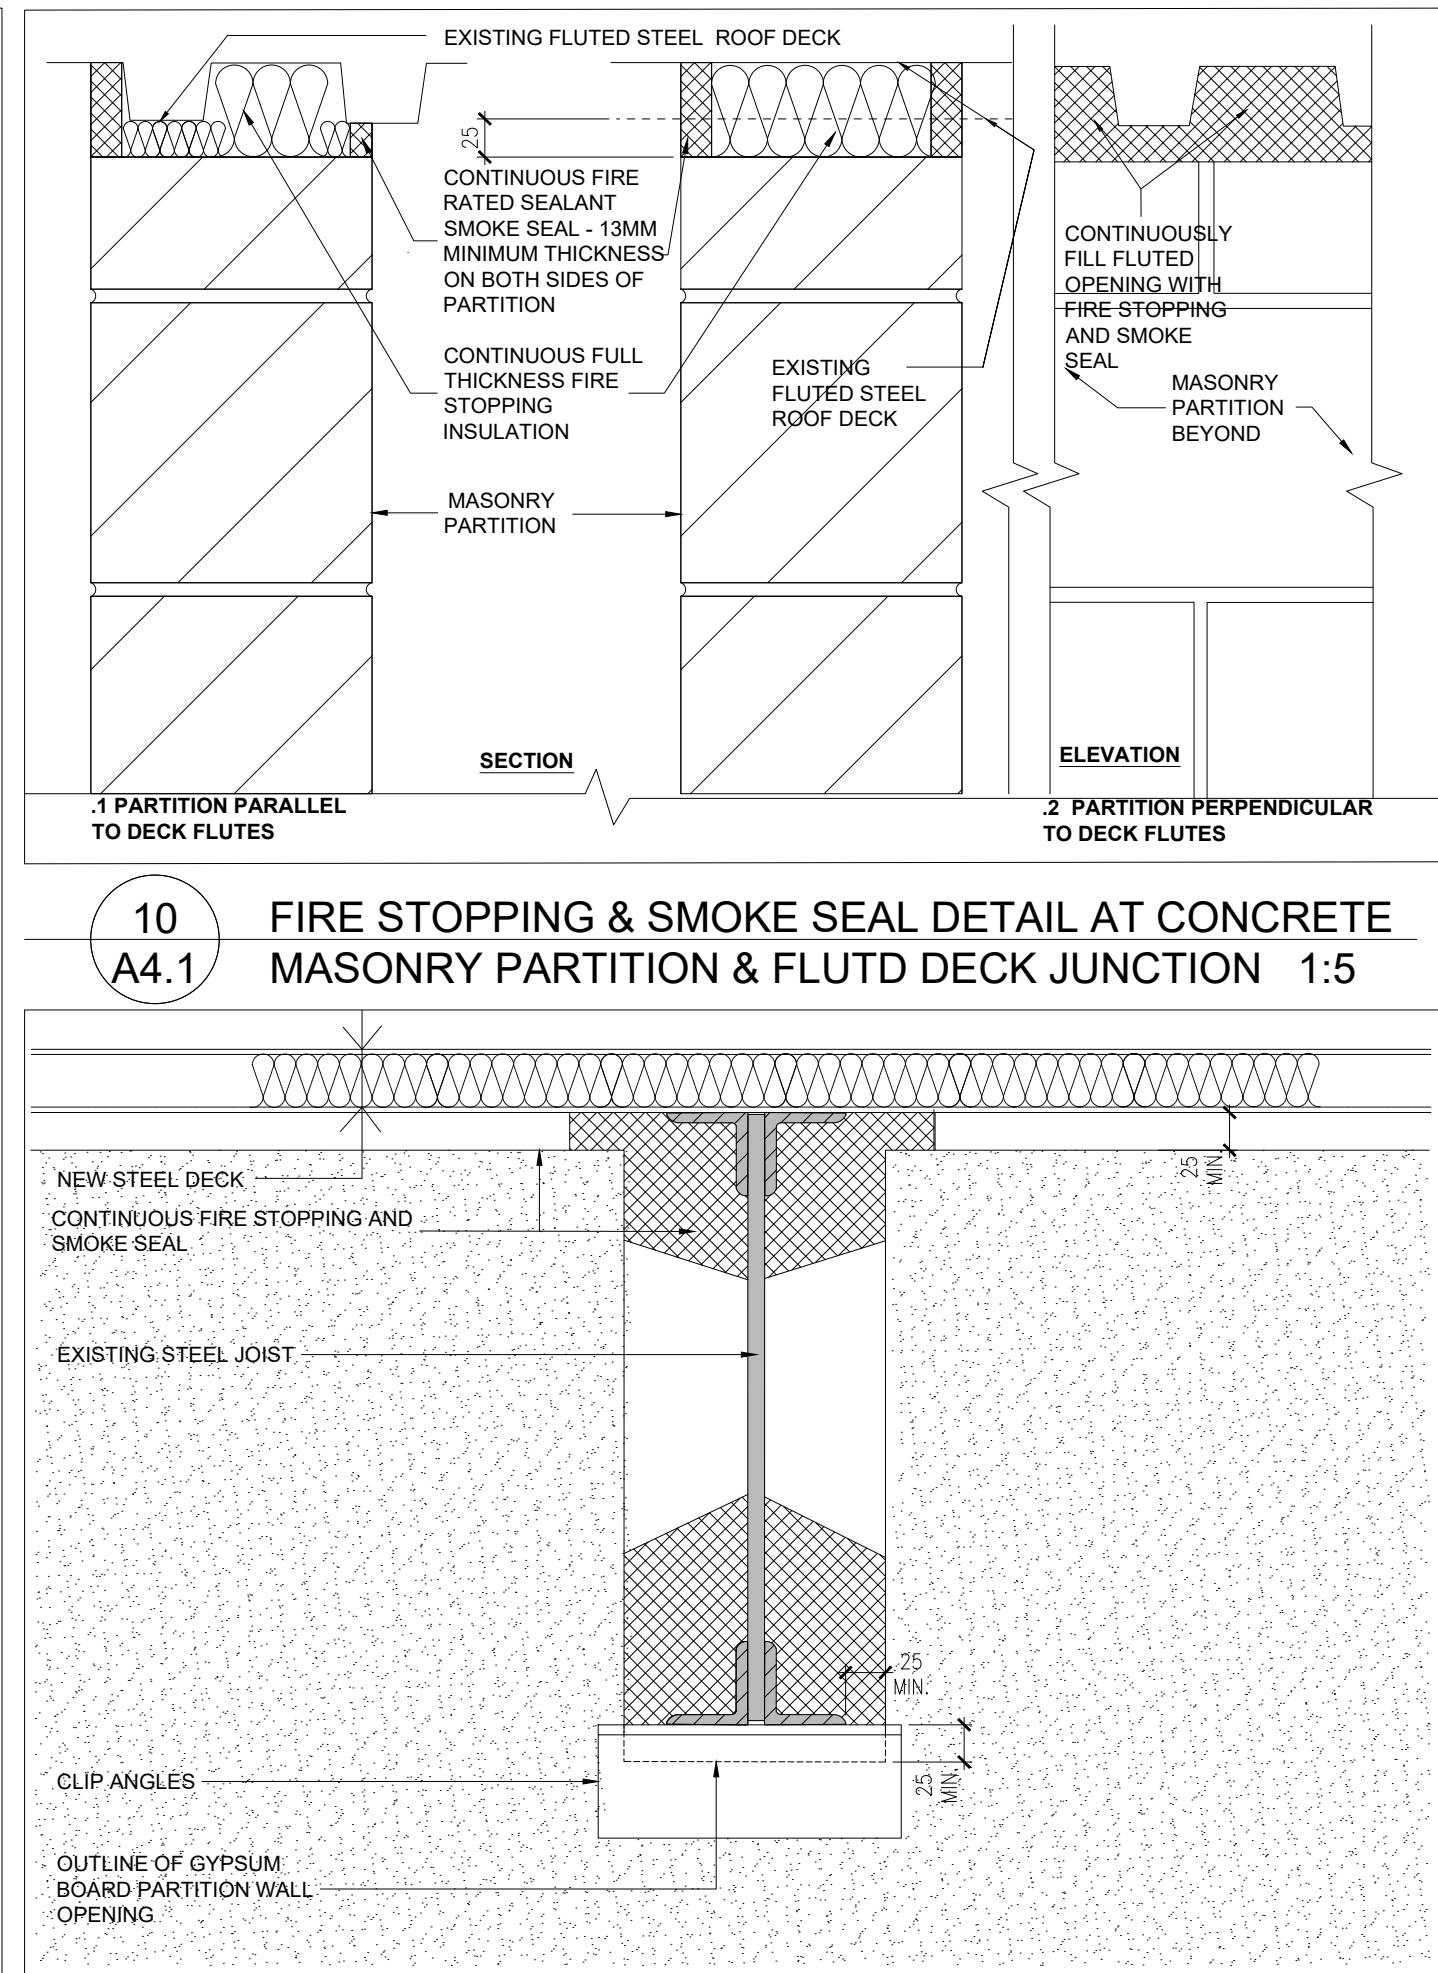 EXISTING FLUTED STEEL ROOF DECK
25
CONTINUOUS FIRE
RATED SEALANT
SMOKE SEAL - 13MM
MINIMUM THICKNESS
ON BOTH SIDES OF
PARTITION
CONTINUOUS FULL
THICKNESS FIRE
STOPPING
INSULATION
EXISTING
FLUTED STEEL
ROOF DECK
CONTINUOUSLY
FILL FLUTED
OPENING WITH
FIRE STOPPING
AND SMOKE
SEAL
MASONRY
PARTITION
BEYOND
MASONRY
PARTITION
SECTION
ELEVATION
.1 PARTITION PARALLEL
TO DECK FLUTES
.2 PARTITION PERPENDICULAR
TO DECK FLUTES
10
A4.1
FIRE STOPPING & SMOKE SEAL DETAIL AT CONCRETE
MASONRY PARTITION & FLUTD DECK JUNCTION 1:5
25
MIN.
NEW STEEL DECK
CONTINUOUS FIRE STOPPING AND
SMOKE SEAL
EXISTING STEEL JOIST
25
MIN.
25
MIN.
CLIP ANGLES
OUTLINE OF GYPSUM
BOARD PARTITION WALL
OPENING